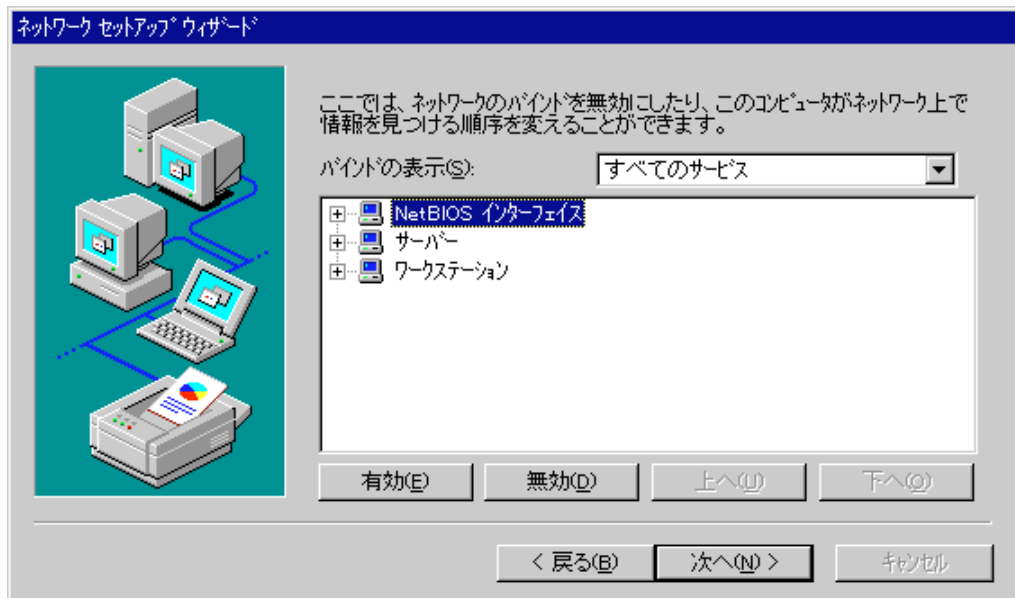 ネットワーク セットアップ ウィザード
ここでは、ネットワークのバインドを無効にしたり、このコンピュータがネットワーク上で
情報を見つける順序を変えることができます。
バインドの表示(S):
すべてのサービス
NetBIOS インターフェイス
サーバー
ワークステーション
有効(E) 無効(D) 上へ(U) 下へ(O)
< 戻る(B) 次へ(N) > キャンセル